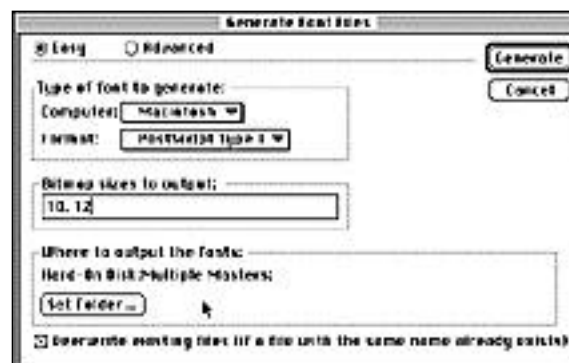 Generate Font Files
Easy Advanced
Generate
Type of font to generate:
Cancel
Computer: Macintosh
Format: PostScript Type 1
Bitmap sizes to output:
10, 12
Where to output the fonts:
Hard-On Disk:Multiple Masters:
Set Folder...
Overwrite existing files (if a file with the same name already exists)